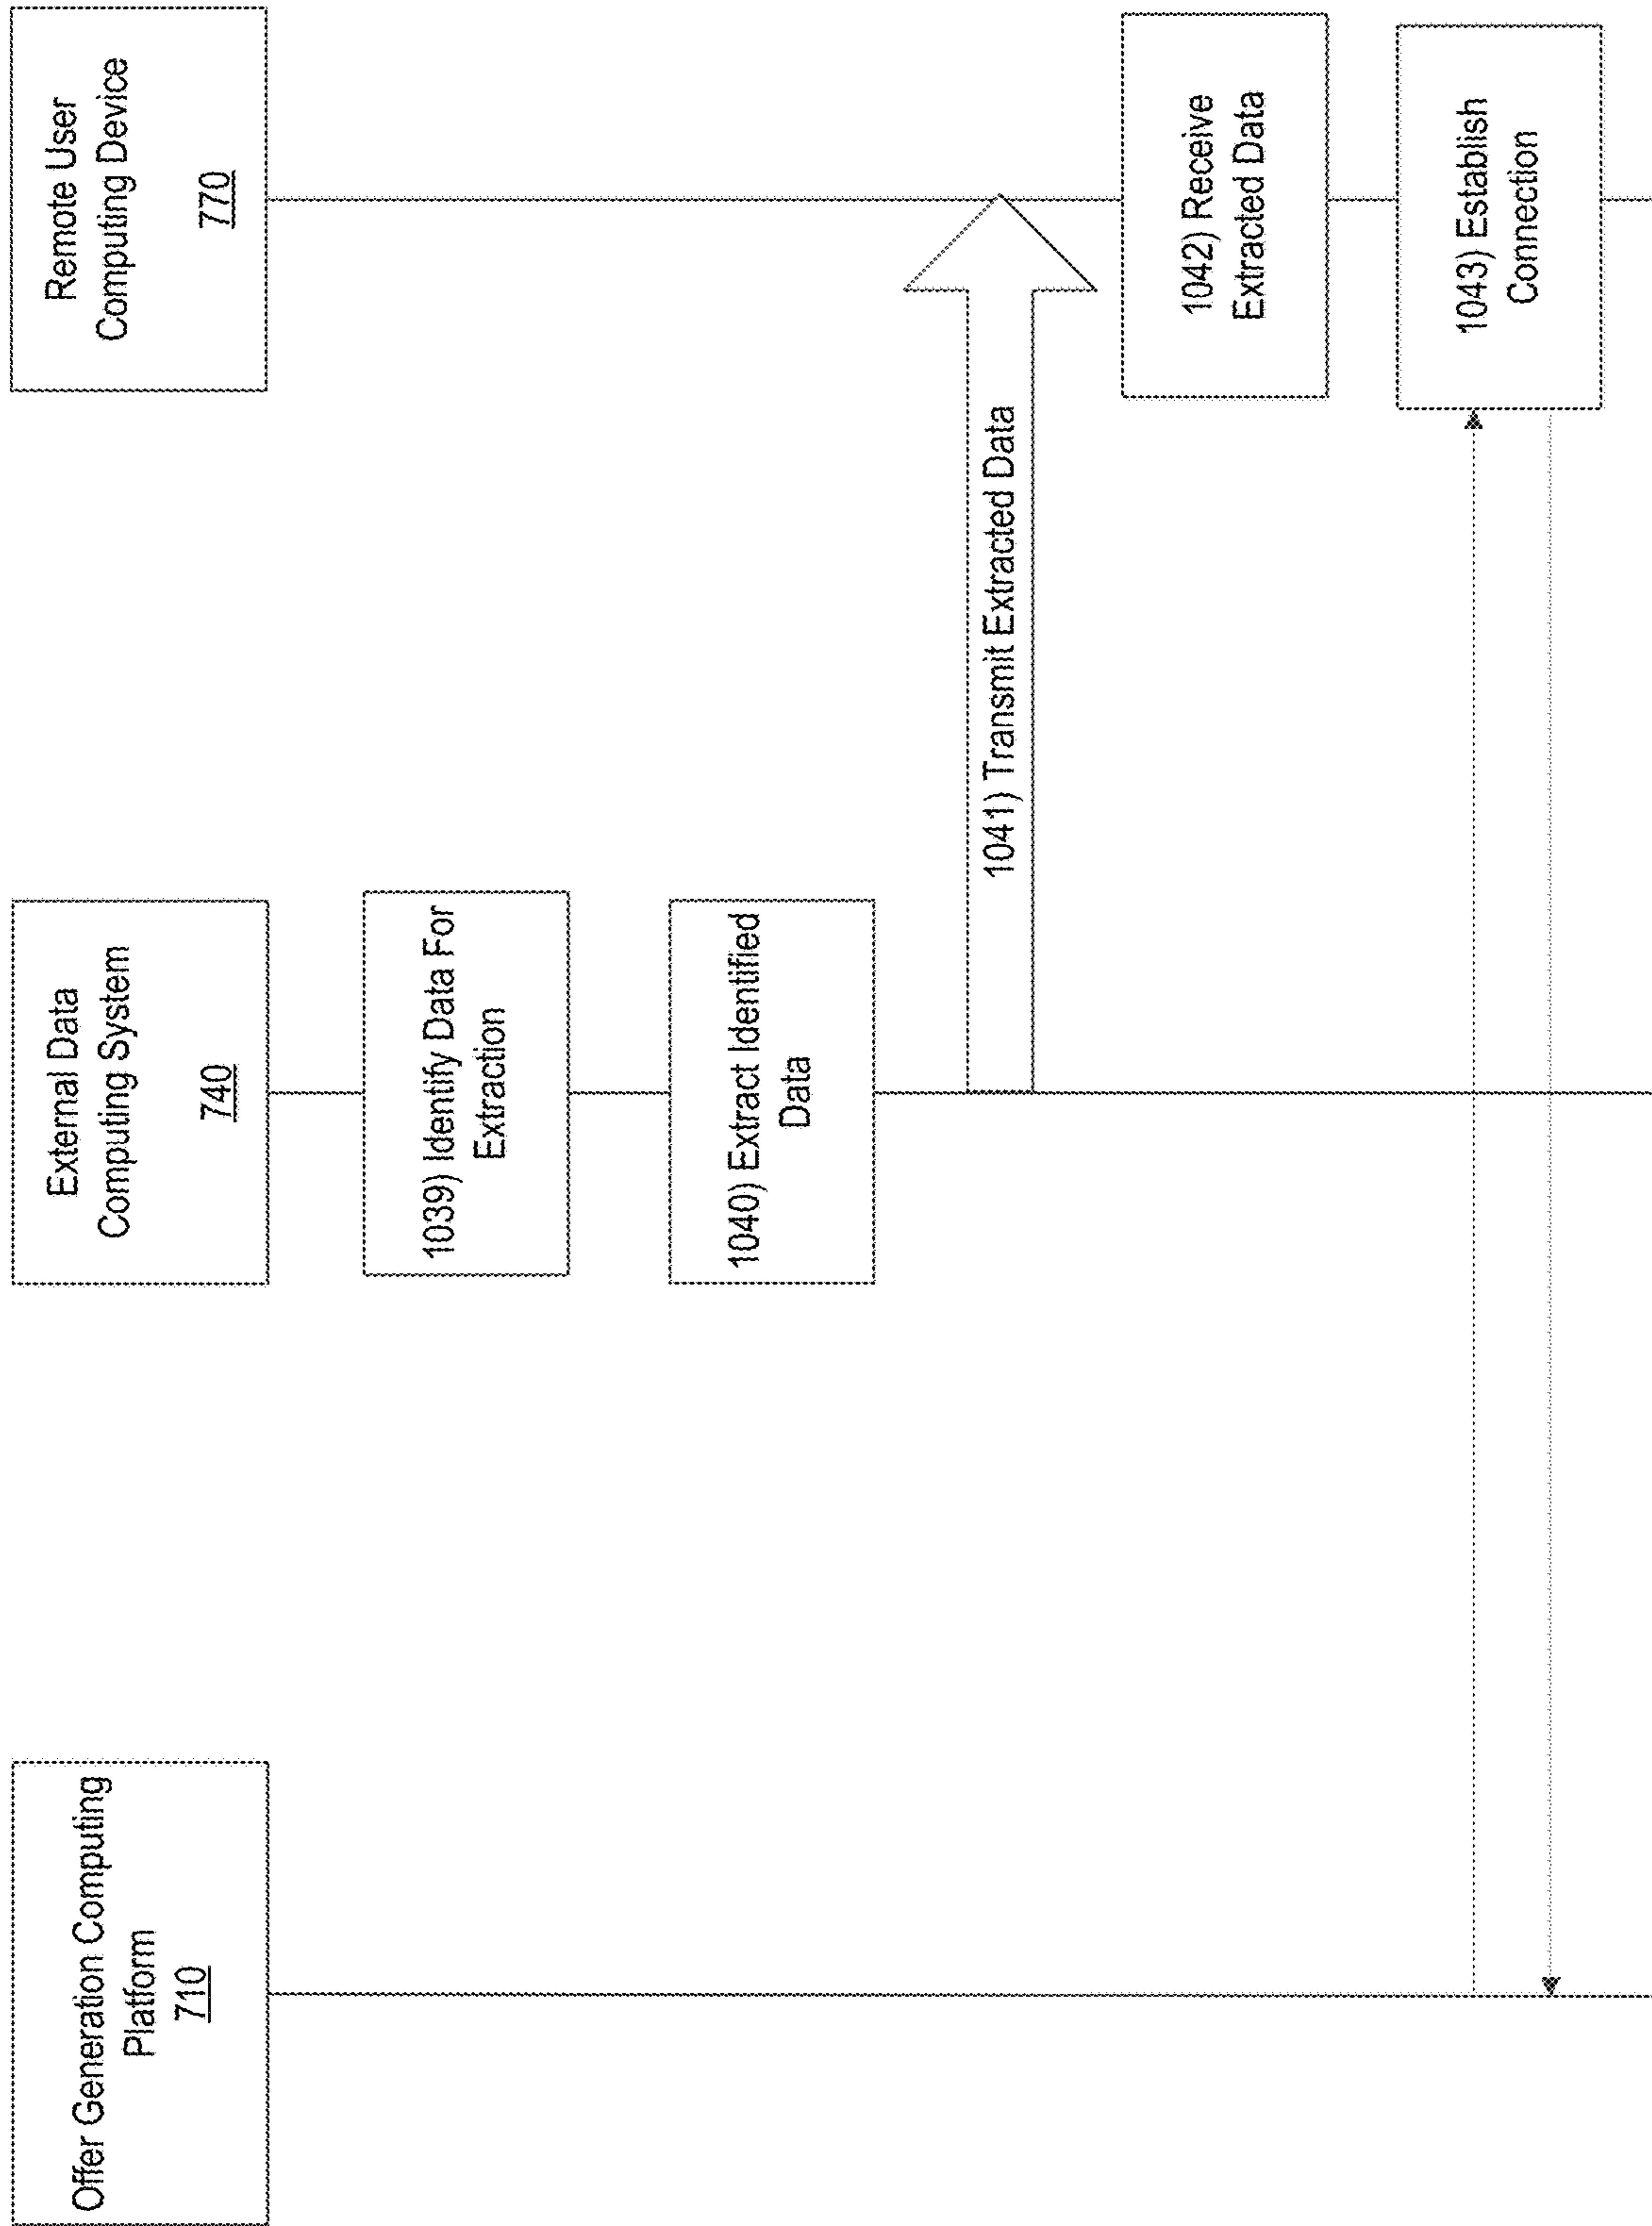 Offer Generation Computing
Platform
710
External Data
Computing System
740
Remote User
Computing Device
770
1039) Identify Data For
Extraction
1040) Extract Identified
Data
1041) Transmit Extracted Data
1042) Receive
Extracted Data
1043) Establish
Connection